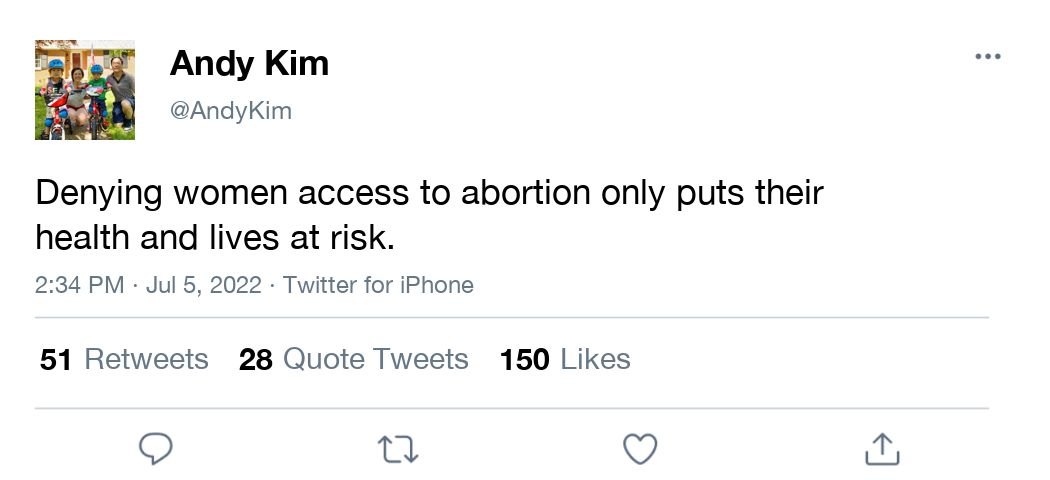 Andy Kim
@AndyKim
Denying women access to abortion only puts their
health and lives at risk.
2:34 PM · Jul 5, 2022 · Twitter for iPhone
51 Retweets 28 Quote Tweets 150 Likes